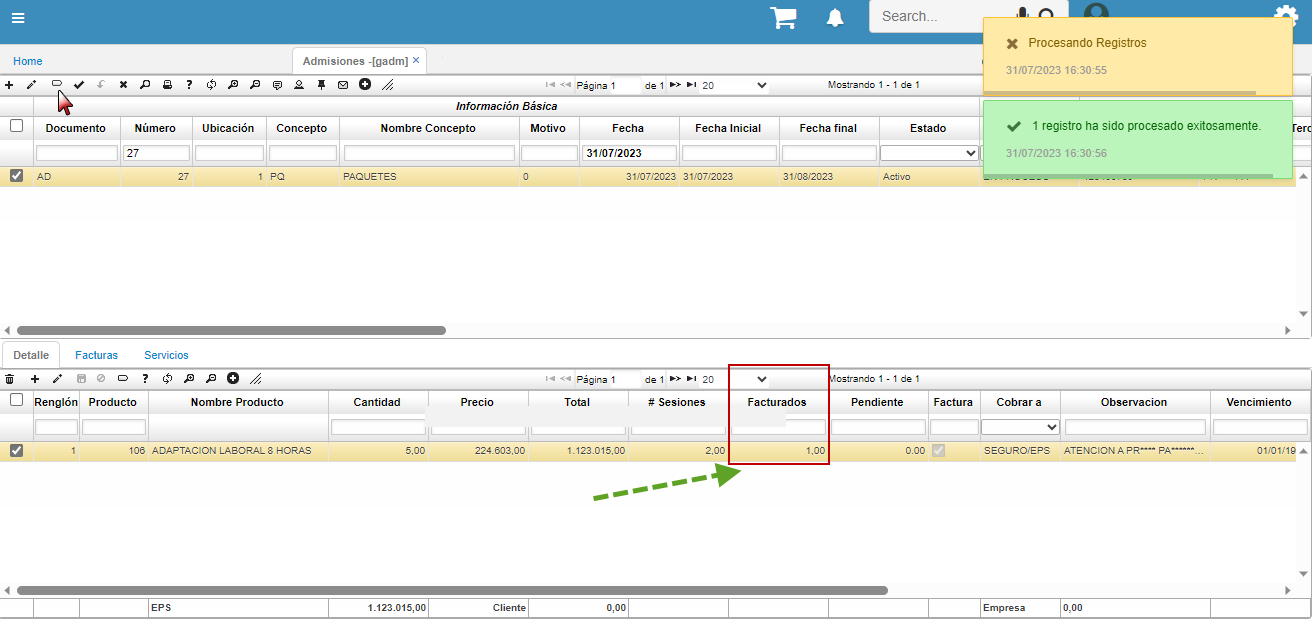 Search...
Procesando Registros
31/07/2023 16:30:55
Home
Admisiones -[gadm] ×
Página 1 de 1 20 Mostrando 1 - 1 de 1
1 registro ha sido procesado exitosamente.
31/07/2023 16:30:56
Información Básica
Documento Número Ubicación Concepto Nombre Concepto Motivo Fecha Fecha Inicial Fecha final Estado
27 31/07/2023
AD 27 1 PQ PAQUETES 0 31/07/2023 31/07/2023 31/08/2023 Activo
Detalle Facturas Servicios
Página 1 de 1 20 Mostrando 1 - 1 de 1
Renglón Producto Nombre Producto Cantidad Precio Total # Sesiones Facturados Pendiente Factura Cobrar a Observacion Vencimiento
1 106 ADAPTACION LABORAL 8 HORAS 5,00 224.603,00 1.123.015,00 2,00 1,00 0.00 SEGURO/EPS ATENCION A PR**** PA******... 01/01/19
EPS 1.123.015,00 Cliente 0,00 Empresa 0,00